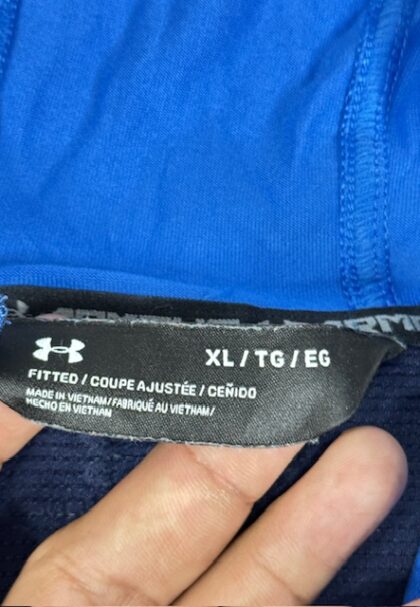 XL / TG / EG
FITTED / COUPE AJUSTÉE / CEÑIDO
MADE IN VIETNAM/FABRIQUÉ AU VIETNAM/
HECHO EN VIETNAM